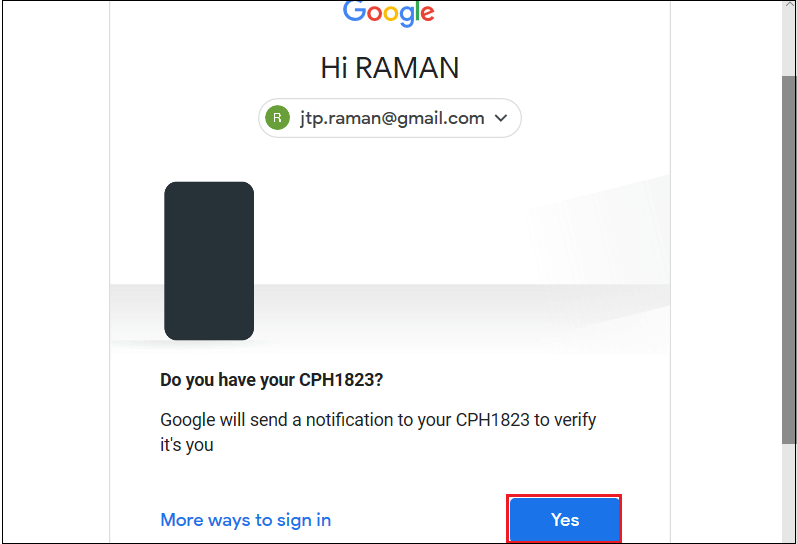 Google
Hi RAMAN
R jtp.raman@gmail.com
Do you have your CPH1823?
Google will send a notification to your CPH1823 to verify
it's you
More ways to sign in Yes